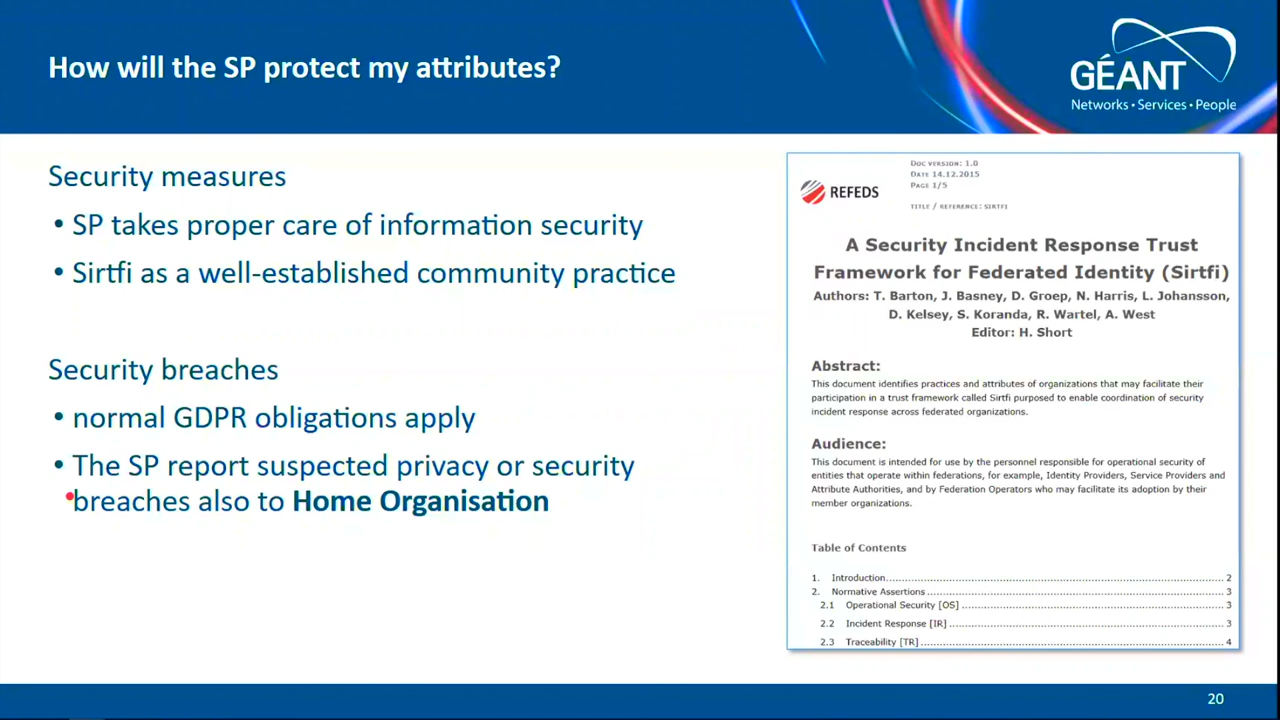 How will the SP protect my attributes?
GÉANT
Networks • Services • People
Security measures
• SP takes proper care of information security
• Sirtfi as a well-established community practice
Security breaches
• normal GDPR obligations apply
• The SP report suspected privacy or security
breaches also to Home Organisation
REFEDS
DOC VERSION: 1.0
DATE 14.12.2015
PAGE 1/5
TITLE / REFERENCE: SIRTFI
A Security Incident Response Trust
Framework for Federated Identity (Sirtfi)
Authors: T. Barton, J. Basney, D. Groep, N. Harris, L. Johansson,
D. Kelsey, S. Koranda, R. Wartel, A. West
Editor: H. Short
Abstract:
This document identifies practices and attributes of organizations that may facilitate their
participation in a trust framework called Sirtfi purposed to enable coordination of security
incident response across federated organizations.
Audience:
This document is intended for use by the personnel responsible for operational security of
entities that operate within federations, for example, Identity Providers, Service Providers and
Attribute Authorities, and by Federation Operators who may facilitate its adoption by their
member organizations.
Table of Contents
1. Introduction 2
2. Normative Assertions 3
2.1 Operational Security [OS] 3
2.2 Incident Response [IR] 3
2.3 Traceability [TR] 4
20